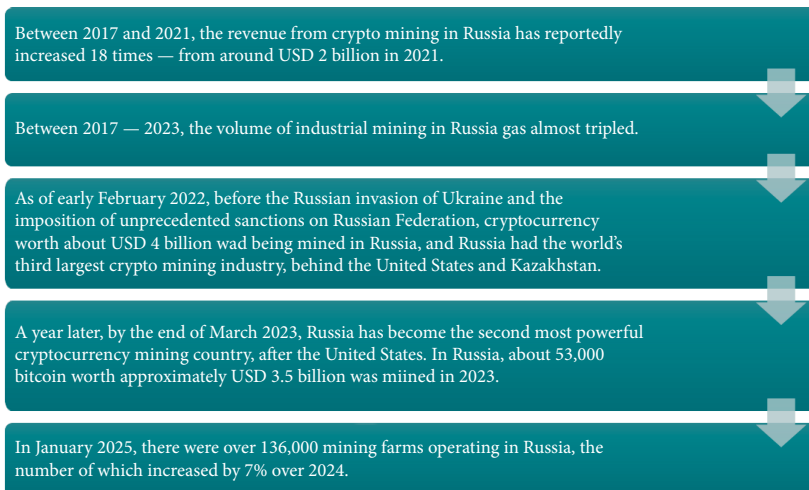 Between 2017 and 2021, the revenue from crypto mining in Russia has reportedly
increased 18 times — from around USD 2 billion in 2021.
Between 2017 — 2023, the volume of industrial mining in Russia gas almost tripled.
As of early February 2022, before the Russian invasion of Ukraine and the
imposition of unprecedented sanctions on Russian Federation, cryptocurrency
worth about USD 4 billion wad being mined in Russia, and Russia had the world’s
third largest crypto mining industry, behind the United States and Kazakhstan.
A year later, by the end of March 2023, Russia has become the second most powerful
cryptocurrency mining country, after the United States. In Russia, about 53,000
bitcoin worth approximately USD 3.5 billion was miined in 2023.
In January 2025, there were over 136,000 mining farms operating in Russia, the
number of which increased by 7% over 2024.